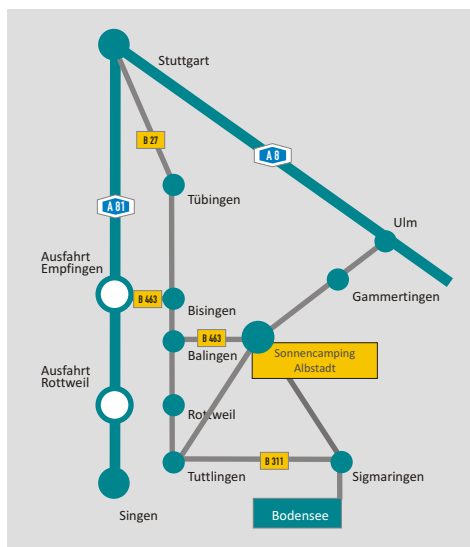 Stuttgart
B 27
A 8
Tübingen
A 81
Ulm
Ausfahrt
Empfingen
Gammertingen
B 463
Bisingen
B 463
Balingen
Sonnencamping
Albstadt
Ausfahrt
Rottweil
Rottweil
B 311
Tuttlingen
Sigmaringen
Singen
Bodensee